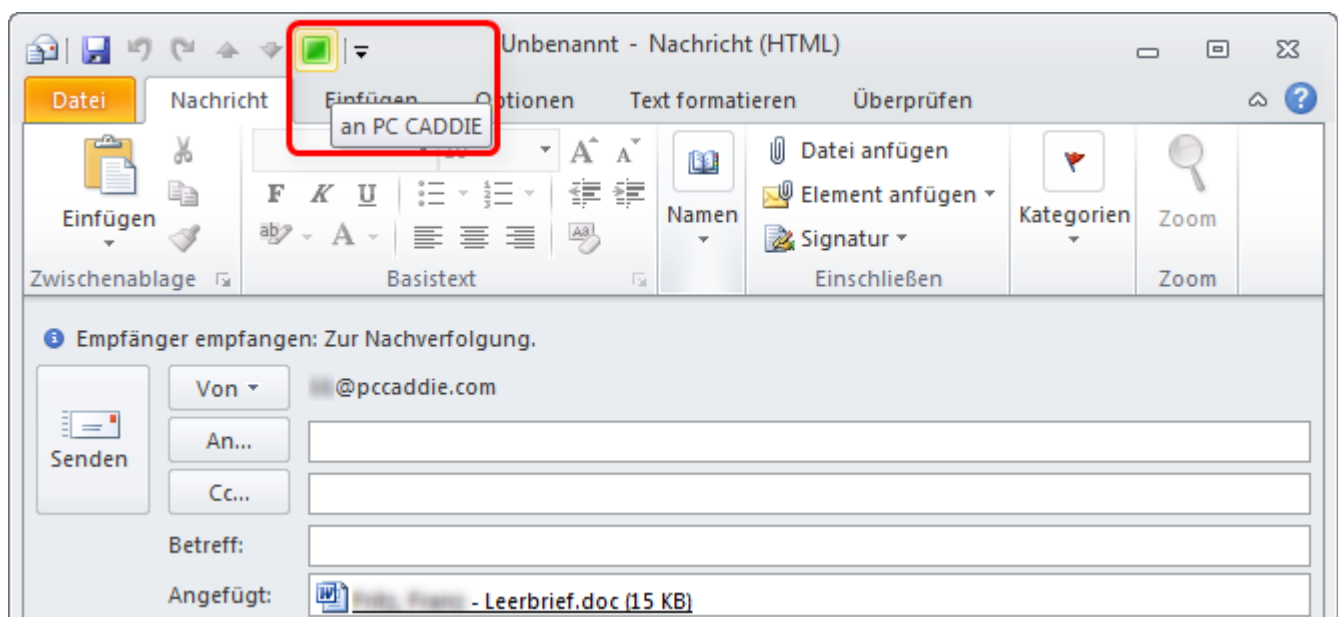 Unbenannt - Nachricht (HTML)
Datei Nachricht Einfügen Optionen Text formatieren Überprüfen
an PC CADDIE
Einfügen
F K U
A A
ab A Aa
Namen
Datei anfügen
Element anfügen
Signatur
Kategorien
Zoom
Zwischenablage Basistext Einschließen Zoom
Empfänger empfangen: Zur Nachverfolgung.
Senden
Von @pccaddie.com
An...
Cc...
Betreff:
Angefügt: - Leerbrief.doc (15 KB)